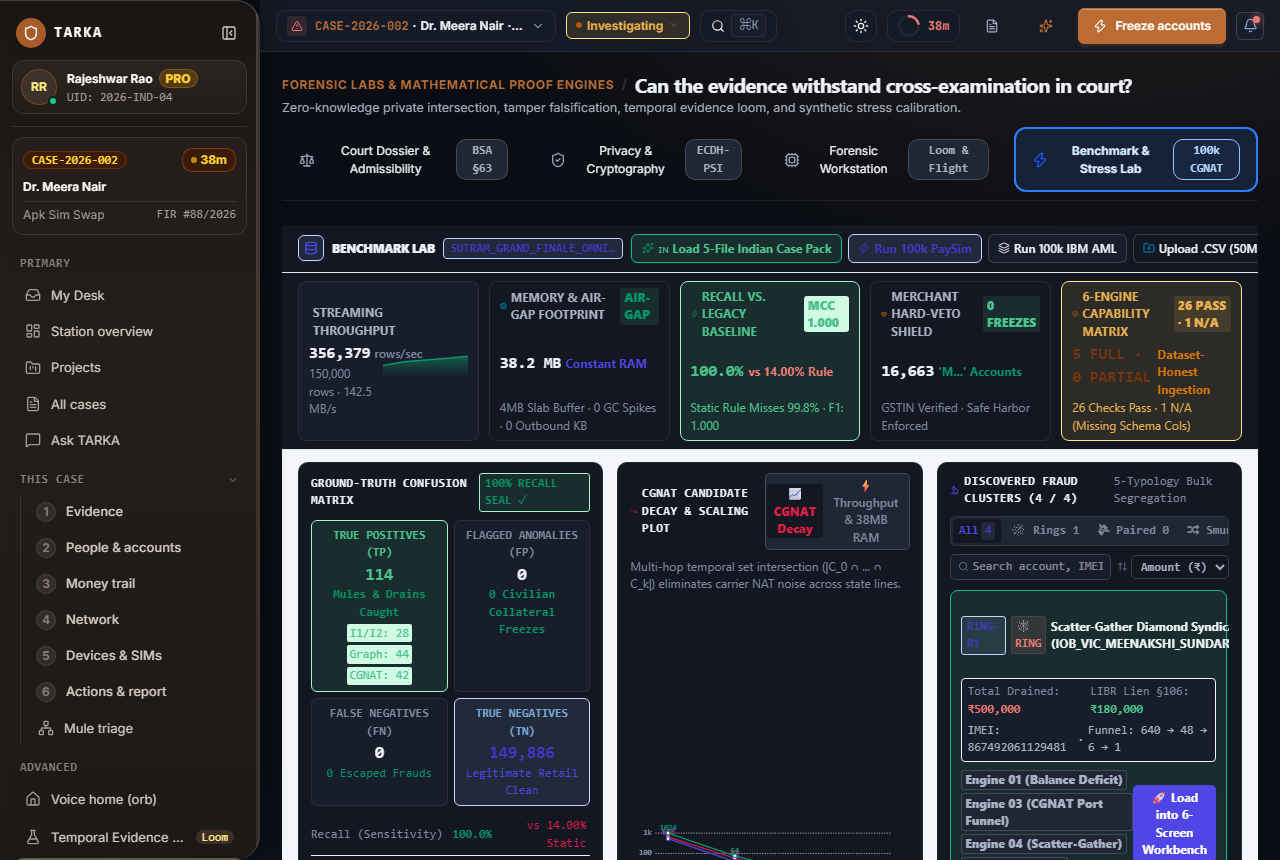 TARKA
RR
Rajeshwar Rao PRO
UID: 2026-IND-04
CASE-2026-002
38m
Dr. Meera Nair
Apk Sim Swap
FIR #88/2026
PRIMARY
My Desk
Station overview
Projects
All cases
Ask TARKA
THIS CASE
1 Evidence
2 People & accounts
3 Money trail
4 Network
5 Devices & SIMs
6 Actions & report
Mule triage
ADVANCED
Voice home (orb)
Temporal Evidence ... Loom
CASE-2026-002 · Dr. Meera Nair ·...
Investigating
⌘K
38m
Freeze accounts
FORENSIC LABS & MATHEMATICAL PROOF ENGINES / Can the evidence withstand cross-examination in court?
Zero-knowledge private intersection, tamper falsification, temporal evidence loom, and synthetic stress calibration.
Court Dossier &
Admissibility
BSA
§63
Privacy &
Cryptography
ECDH-
PSI
Forensic
Workstation
Loom &
Flight
Benchmark &
Stress Lab
100k
CGNAT
BENCHMARK LAB
SUTRAM_GRAND_FINALE_OMNI…
IN Load 5-File Indian Case Pack
Run 100k PaySim
Run 100k IBM AML
Upload .CSV (50M
STREAMING
THROUGHPUT
356,379 rows/sec
150,000
rows · 142.5
MB/s
MEMORY & AIR-
GAP FOOTPRINT
AIR-
GAP
38.2 MB Constant RAM
4MB Slab Buffer · 0 GC Spikes
· 0 Outbound KB
RECALL VS.
LEGACY
BASELINE
MCC
1.000
100.0% vs 14.00% Rule
Static Rule Misses 99.8% · F1:
1.000
MERCHANT
HARD-VETO
SHIELD
0
FREEZES
16,663 'M...' Accounts
GSTIN Verified · Safe Harbor
Enforced
6-ENGINE
CAPABILITY
MATRIX
26 PASS
· 1 N/A
5 FULL ·
0 PARTIAL
Dataset-
Honest
Ingestion
26 Checks Pass · 1 N/A
(Missing Schema Cols)
GROUND-TRUTH CONFUSION
MATRIX
100% RECALL
SEAL ✓
TRUE POSITIVES
(TP)
114
Mules & Drains
Caught
I1/I2: 28
Graph: 44
CGNAT: 42
FLAGGED ANOMALIES
(FP)
0
0 Civilian
Collateral
Freezes
FALSE NEGATIVES
(FN)
0
0 Escaped Frauds
TRUE NEGATIVES
(TN)
149,886
Legitimate Retail
Clean
Recall (Sensitivity) 100.0%
vs 14.00%
Static
CGNAT CANDIDATE
DECAY & SCALING
PLOT
📈
CGNAT
Decay
⚡
Throughput
& 38MB
RAM
Multi-hop temporal set intersection (|C_0 ∩ … ∩
C_k|) eliminates carrier NAT noise across state lines.
1k
1024
64
100
DISCOVERED FRAUD
CLUSTERS (4 / 4)
5-Typology Bulk
Segregation
All 4
Rings 1
Paired 0
Smu
Search account, IMEI
Amount (₹)
RING-
01
RING
Scatter-Gather Diamond Syndic
(IOB_VIC_MEENAKSHI_SUNDAR
Total Drained:
₹500,000
LIBR Lien §106:
₹180,000
IMEI:
867492061129481
· Funnel: 640 → 48 →
6 → 1
Engine 01 (Balance Deficit)
Engine 03 (CGNAT Port
Funnel)
Engine 04 (Scatter-Gather)
🚀 Load
into 6-
Screen
Workbench